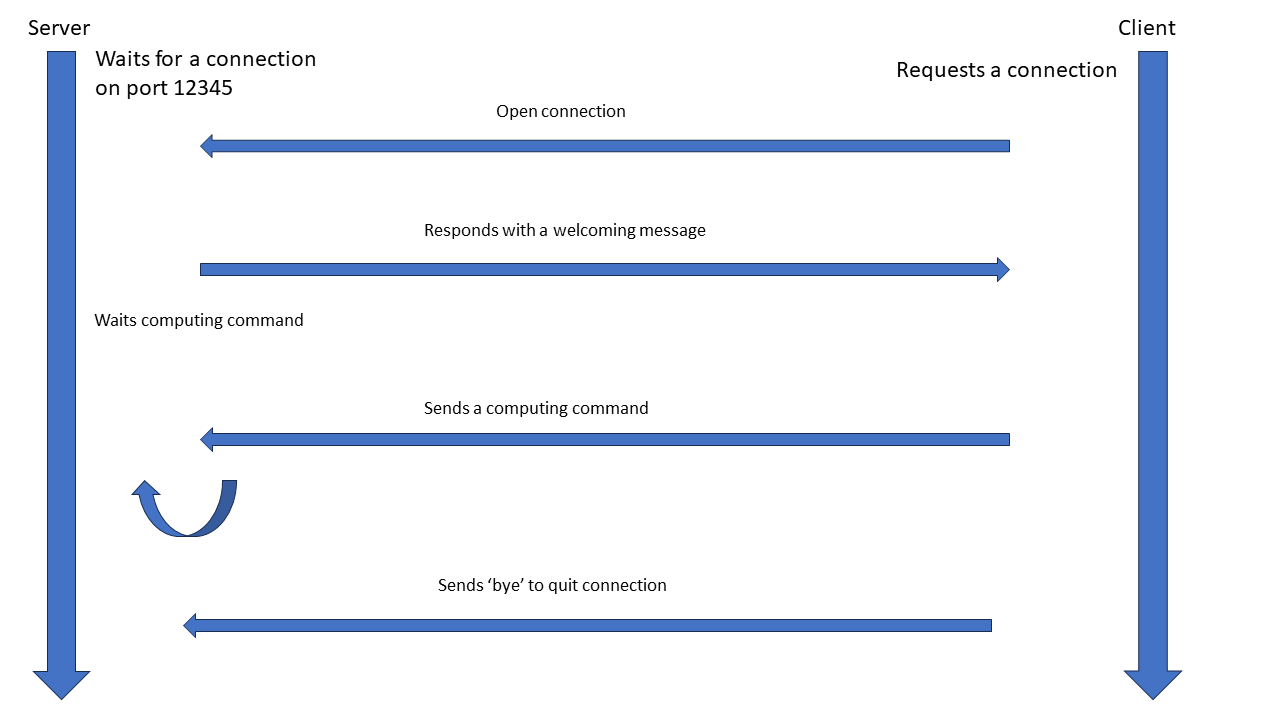 Server
Client
Waits for a connection
on port 12345
Requests a connection
Open connection
Responds with a welcoming message
Waits computing command
Sends a computing command
Sends ‘bye’ to quit connection